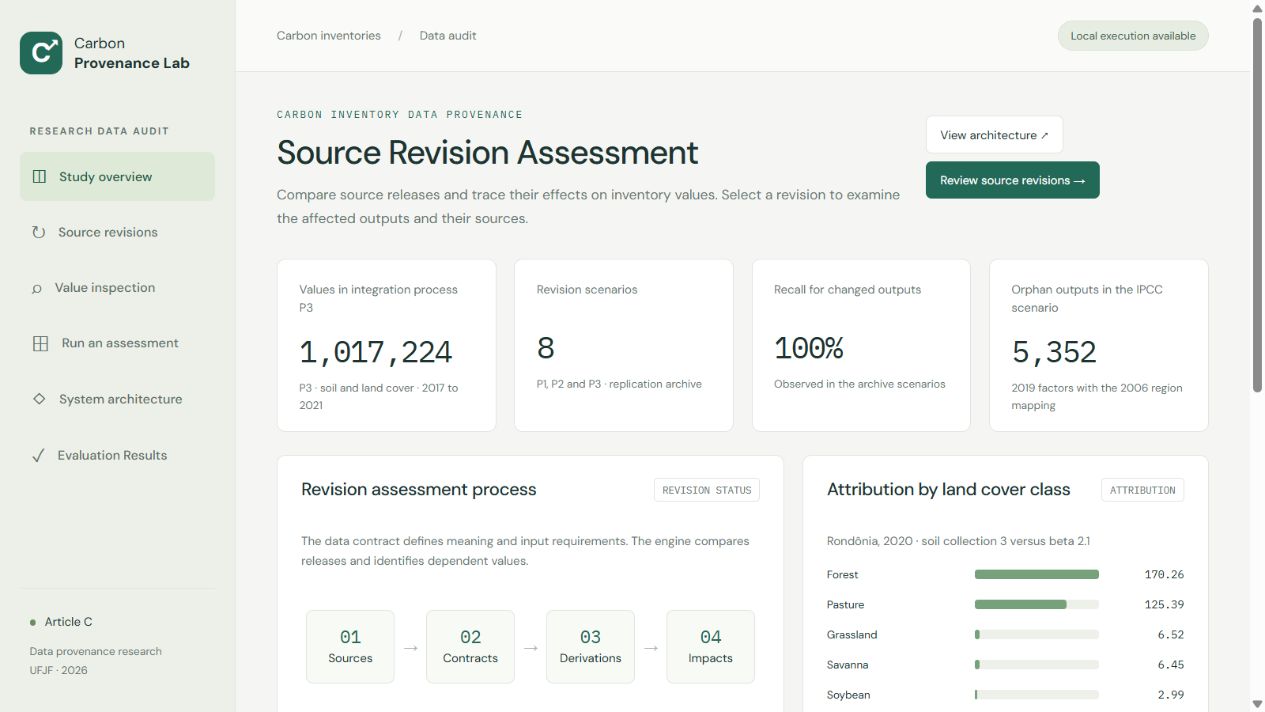 Carbon
Provenance Lab
RESEARCH DATA AUDIT
Study overview
Source revisions
Value inspection
Run an assessment
System architecture
Evaluation Results
Article C
Data provenance research
UFJF · 2026
Carbon inventories / Data audit
Local execution available
CARBON INVENTORY DATA PROVENANCE
Source Revision Assessment
Compare source releases and trace their effects on inventory values. Select a revision to examine
the affected outputs and their sources.
View architecture ↗
Review source revisions →
Values in integration process
P3
1,017,224
P3 · soil and land cover · 2017 to
2021
Revision scenarios
8
P1, P2 and P3 · replication archive
Recall for changed outputs
100%
Observed in the archive scenarios
Orphan outputs in the IPCC
scenario
5,352
2019 factors with the 2006 region
mapping
Revision assessment process
REVISION STATUS
The data contract defines meaning and input requirements. The engine compares
releases and identifies dependent values.
01
Sources
→
02
Contracts
→
03
Derivations
→
04
Impacts
Attribution by land cover class
ATTRIBUTION
Rondônia, 2020 · soil collection 3 versus beta 2.1
Forest 170.26
Pasture 125.39
Grassland 6.52
Savanna 6.45
Soybean 2.99